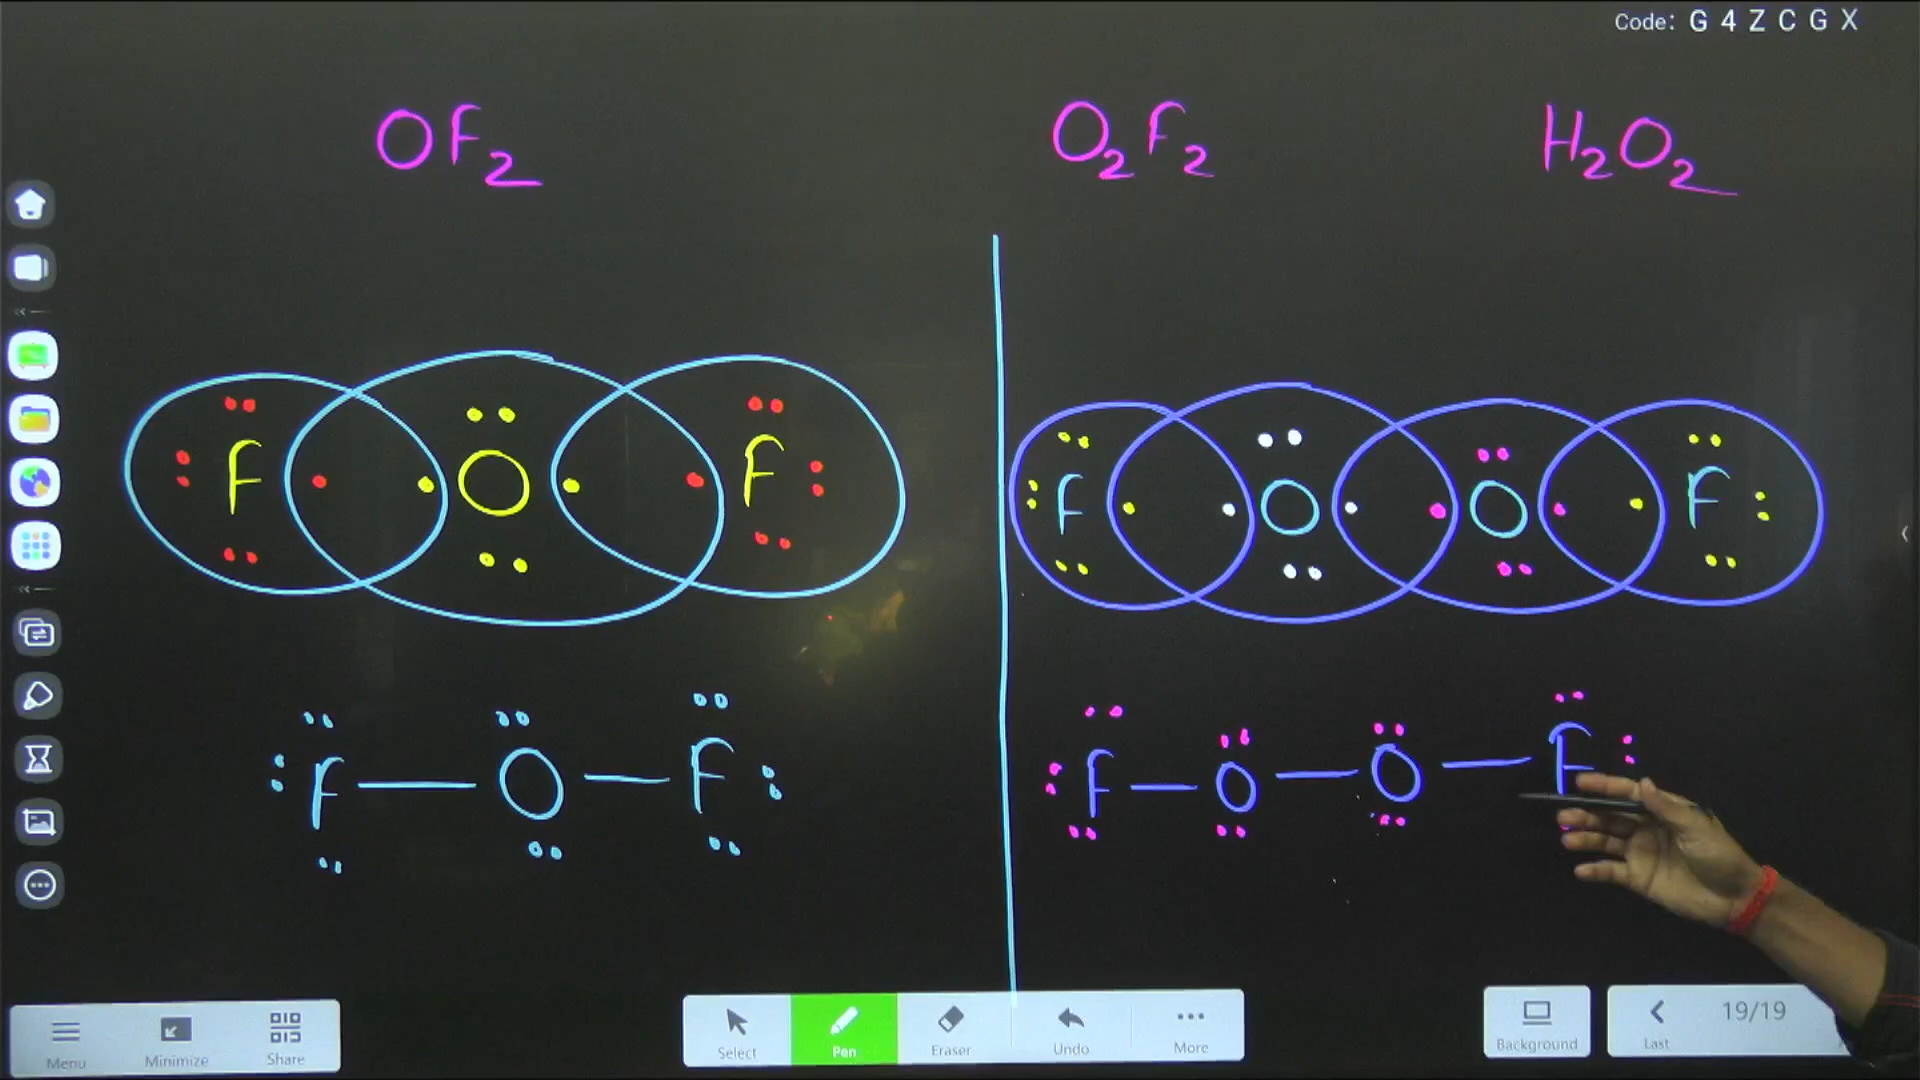 Code: G 4 Z C G X
OF2
O2F2
H2O2
F O F
F O O F
F — O — F
F — O — O — F
Menu
Minimize
Share
Select
Pen
Eraser
Undo
More
Background
Last
19/19